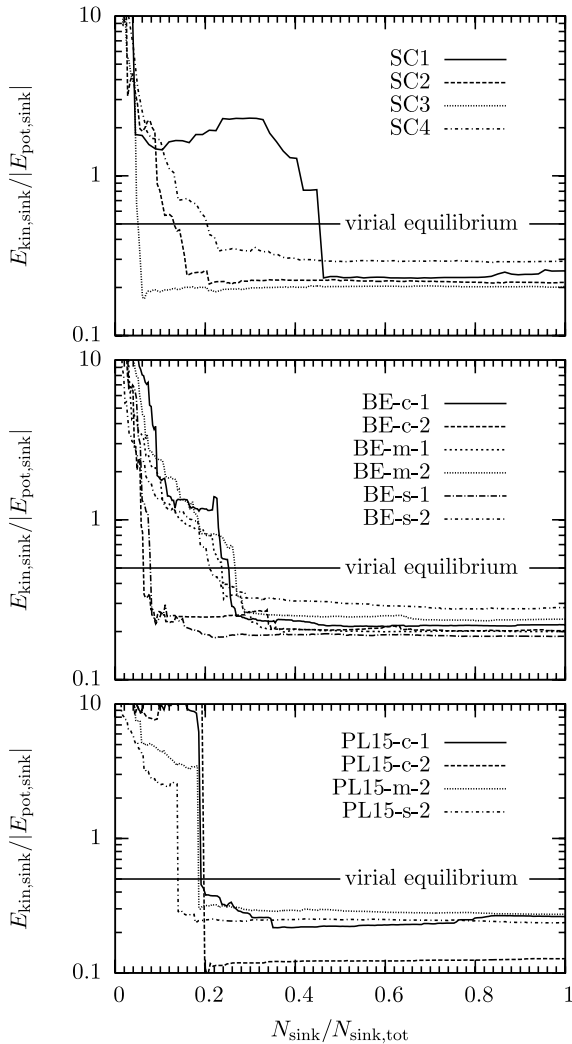 10
SC1
SC2
SC3
SC4
1
virial equilibrium
0.1
E_kin,sink/|E_pot,sink|
10
BE-c-1
BE-c-2
BE-m-1
BE-m-2
BE-s-1
BE-s-2
1
virial equilibrium
0.1
E_kin,sink/|E_pot,sink|
10
PL15-c-1
PL15-c-2
PL15-m-2
PL15-s-2
1
virial equilibrium
0.1
E_kin,sink/|E_pot,sink|
0 0.2 0.4 0.6 0.8 1
N_sink/N_sink,tot